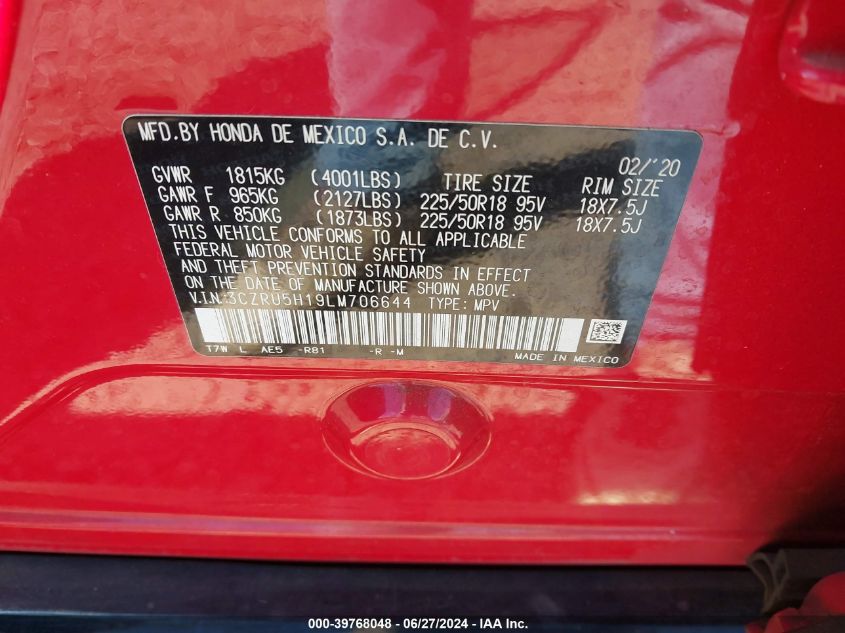 MFD.BY HONDA DE MEXICO S.A. DE C.V.
02/'20
GVWR 1815KG (4001LBS) TIRE SIZE RIM SIZE
GAWR F 965KG (2127LBS) 225/50R18 95V 18X7.5J
GAWR R 850KG (1873LBS) 225/50R18 95V 18X7.5J
THIS VEHICLE CONFORMS TO ALL APPLICABLE
FEDERAL MOTOR VEHICLE SAFETY
AND THEFT PREVENTION STANDARDS IN EFFECT
ON THE DATE OF MANUFACTURE SHOWN ABOVE.
V.I.N:3CZRU5H19LM706644 TYPE: MPV
T7W L AE5 -R81 -R -M MADE IN MEXICO
000-39768048 - 06/27/2024 - IAA Inc.